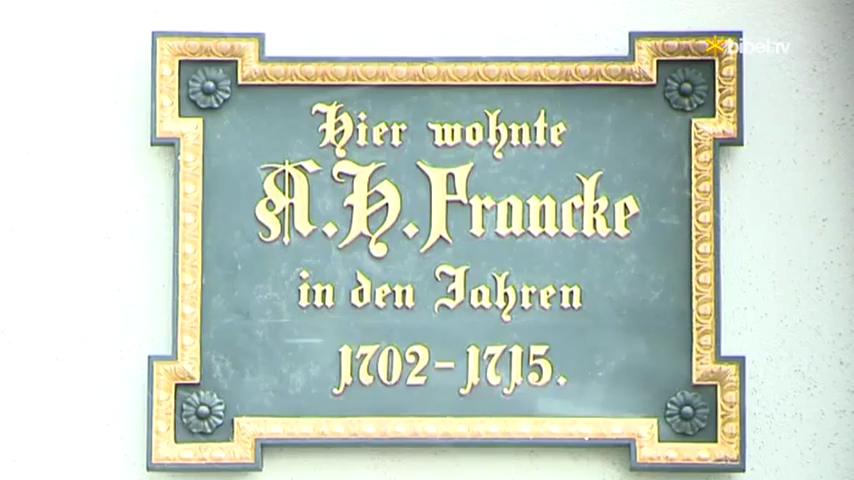 bibel.tv
Hier wohnte
A. H. Francke
in den Jahren
1702-1715.